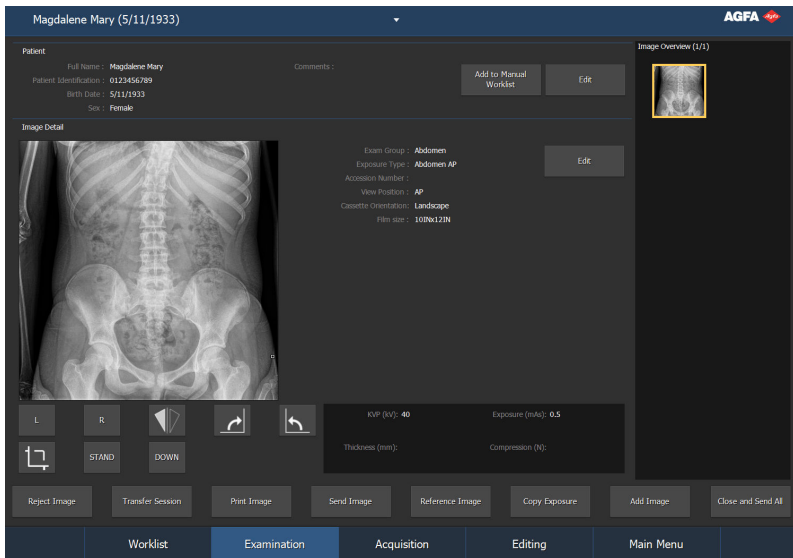 Magdalene Mary (5/11/1933)
AGFA Agfa
Patient
Full Name : Magdalene Mary
Comments :
Patient Identification : 0123456789
Birth Date : 5/11/1933
Sex : Female
Add to Manual
Worklist
Edit
Image Overview (1/1)
Image Detail
Exam Group : Abdomen
Exposure Type : Abdomen AP
Accession Number :
View Position : AP
Cassette Orientation: Landscape
Film size : 10INx12IN
Edit
L
R
STAND
DOWN
KVP (kV): 40
Exposure (mAs): 0.5
Thickness (mm):
Compression (N):
Reject Image
Transfer Session
Print Image
Send Image
Reference Image
Copy Exposure
Add Image
Close and Send All
Worklist
Examination
Acquisition
Editing
Main Menu